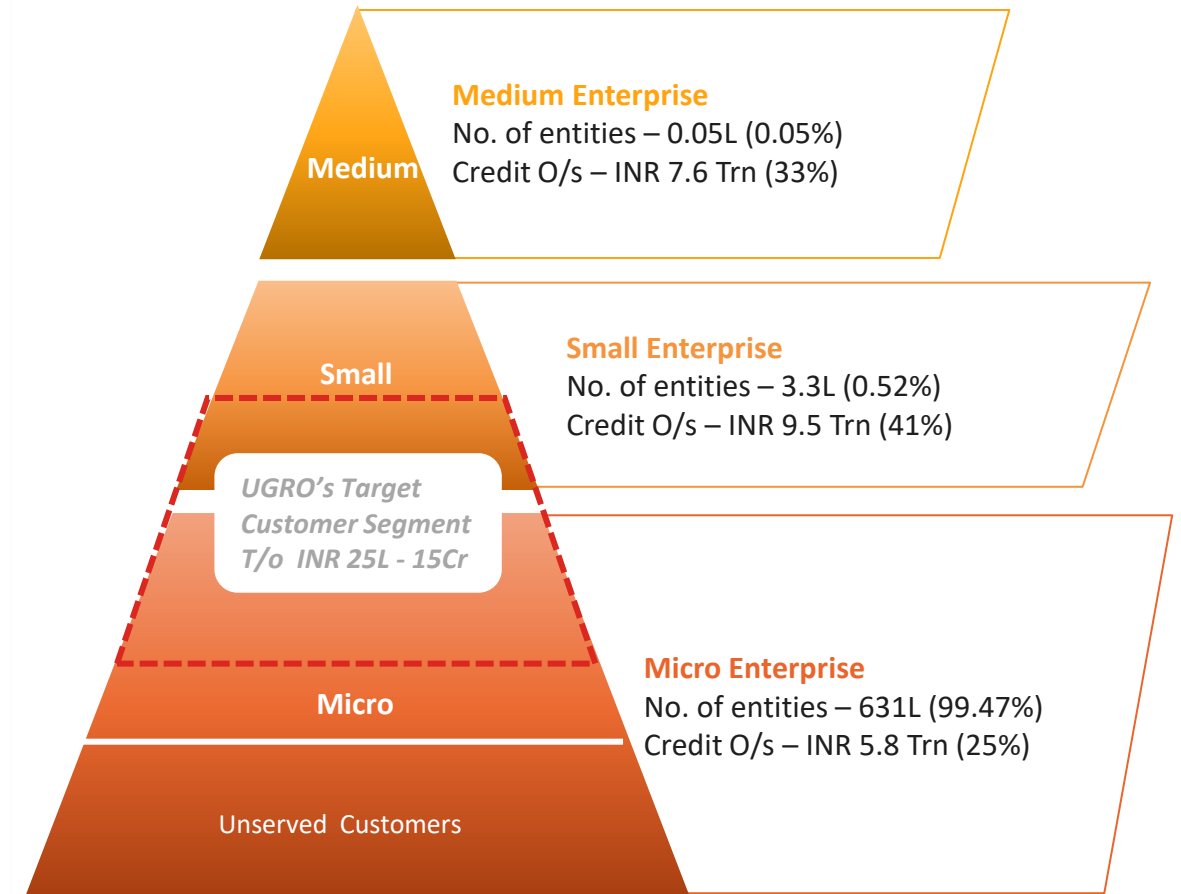 Medium
Medium Enterprise
No. of entities – 0.05L (0.05%)
Credit O/s – INR 7.6 Trn (33%)
Small
Small Enterprise
No. of entities – 3.3L (0.52%)
Credit O/s – INR 9.5 Trn (41%)
UGRO’s Target
Customer Segment
T/o  INR 25L - 15Cr
Micro
Micro Enterprise
No. of entities – 631L (99.47%)
Credit O/s – INR 5.8 Trn (25%)
Unserved  Customers